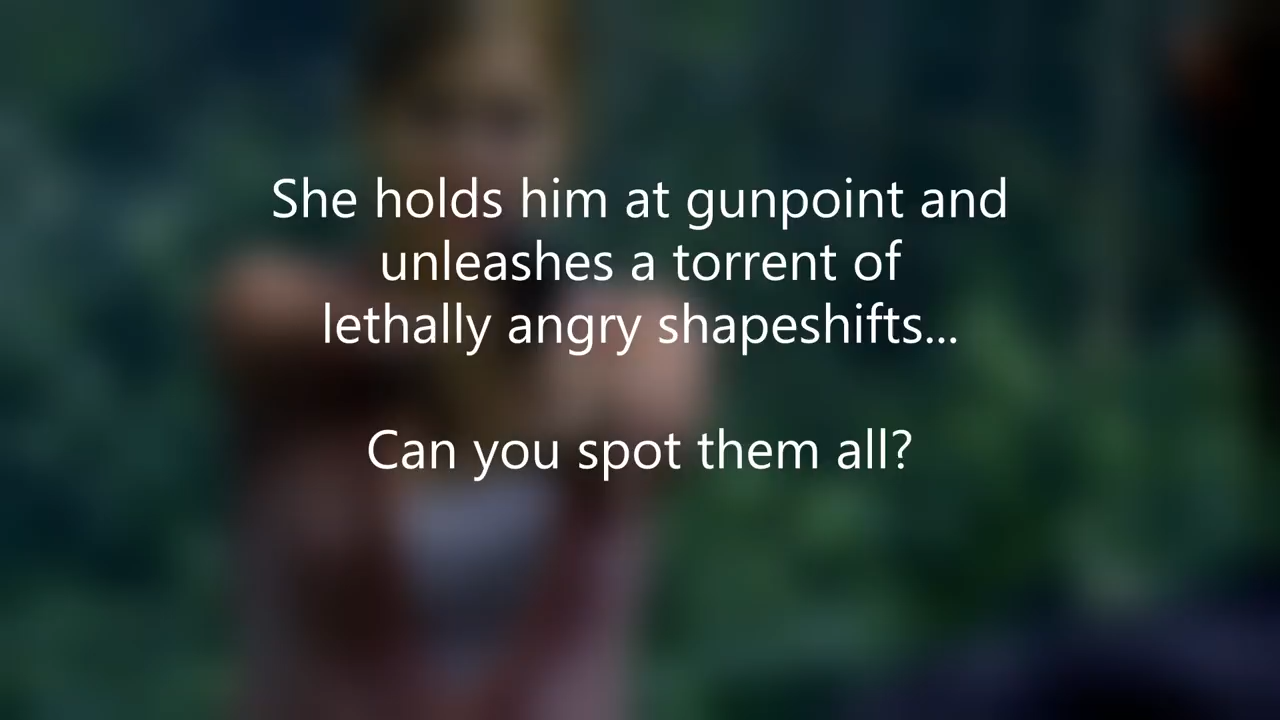 She holds him at gunpoint and
unleashes a torrent of
lethally angry shapeshifts...
Can you spot them all?